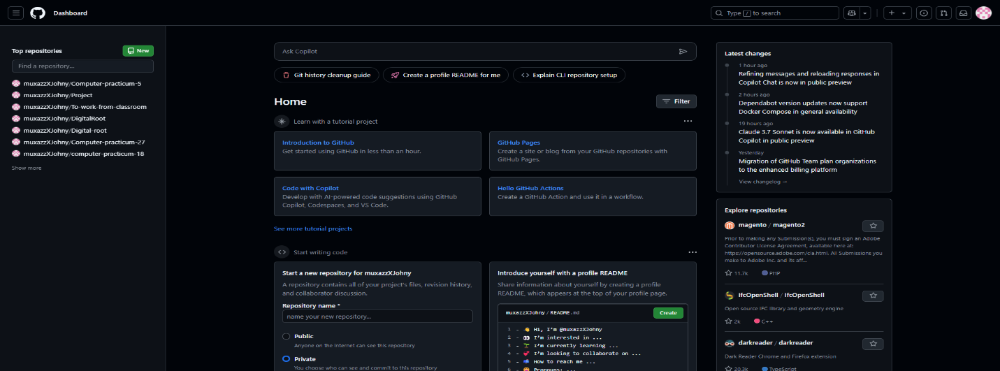 Dashboard
Type / to search
Top repositories
New
Find a repository...
muxazzXJohny/Computer-practicum-5
muxazzXJohny/Project
muxazzXJohny/To-work-from-classroom
muxazzXJohny/DigitalRoot
muxazzXJohny/Digital-root
muxazzXJohny/Computer-practicum-27
muxazzXJohny/computer-practicum-18
Show more
Ask Copilot
Git history cleanup guide
Create a profile README for me
Explain CLI repository setup
Home
Filter
Learn with a tutorial project
Introduction to GitHub
Get started using GitHub in less than an hour.
GitHub Pages
Create a site or blog from your GitHub repositories with
GitHub Pages.
Code with Copilot
Develop with AI-powered code suggestions using GitHub
Copilot, Codespaces, and VS Code.
Hello GitHub Actions
Create a GitHub Action and use it in a workflow.
See more tutorial projects
Start writing code
Start a new repository for muxazzXJohny
A repository contains all of your project's files, revision history,
and collaborator discussion.
Repository name *
name your new repository...
Public
Anyone on the internet can see this repository
Private
You choose who can see and commit to this repository
Introduce yourself with a profile README
Share information about yourself by creating a profile
README, which appears at the top of your profile page.
muxazzXJohny / README.md
Create
1 - 👋 Hi, I'm @muxazzXJohny
2 - 👀 I'm interested in ...
3 - 🌱 I'm currently learning ...
4 - 💞️ I'm looking to collaborate on ...
5 - 📫 How to reach me ...
6 - 😄 Pronouns: ...
Latest changes
1 hour ago
Refining messages and reloading responses in
Copilot Chat is now in public preview
2 hours ago
Dependabot version updates now support
Docker Compose in general availability
19 hours ago
Claude 3.7 Sonnet is now available in GitHub
Copilot in public preview
Yesterday
Migration of GitHub Team plan organizations
to the enhanced billing platform
View changelog →
Explore repositories
magento / magento2
Prior to making any Submission(s), you must sign an Adobe
Contributor License Agreement, available here at:
https://opensource.adobe.com/cla.html. All Submissions you
make to Adobe Inc. and its aff...
11.7k PHP
IfcOpenShell / IfcOpenShell
Open source IFC library and geometry engine
2k C++
darkreader / darkreader
Dark Reader Chrome and Firefox extension
20.3k TypeScript